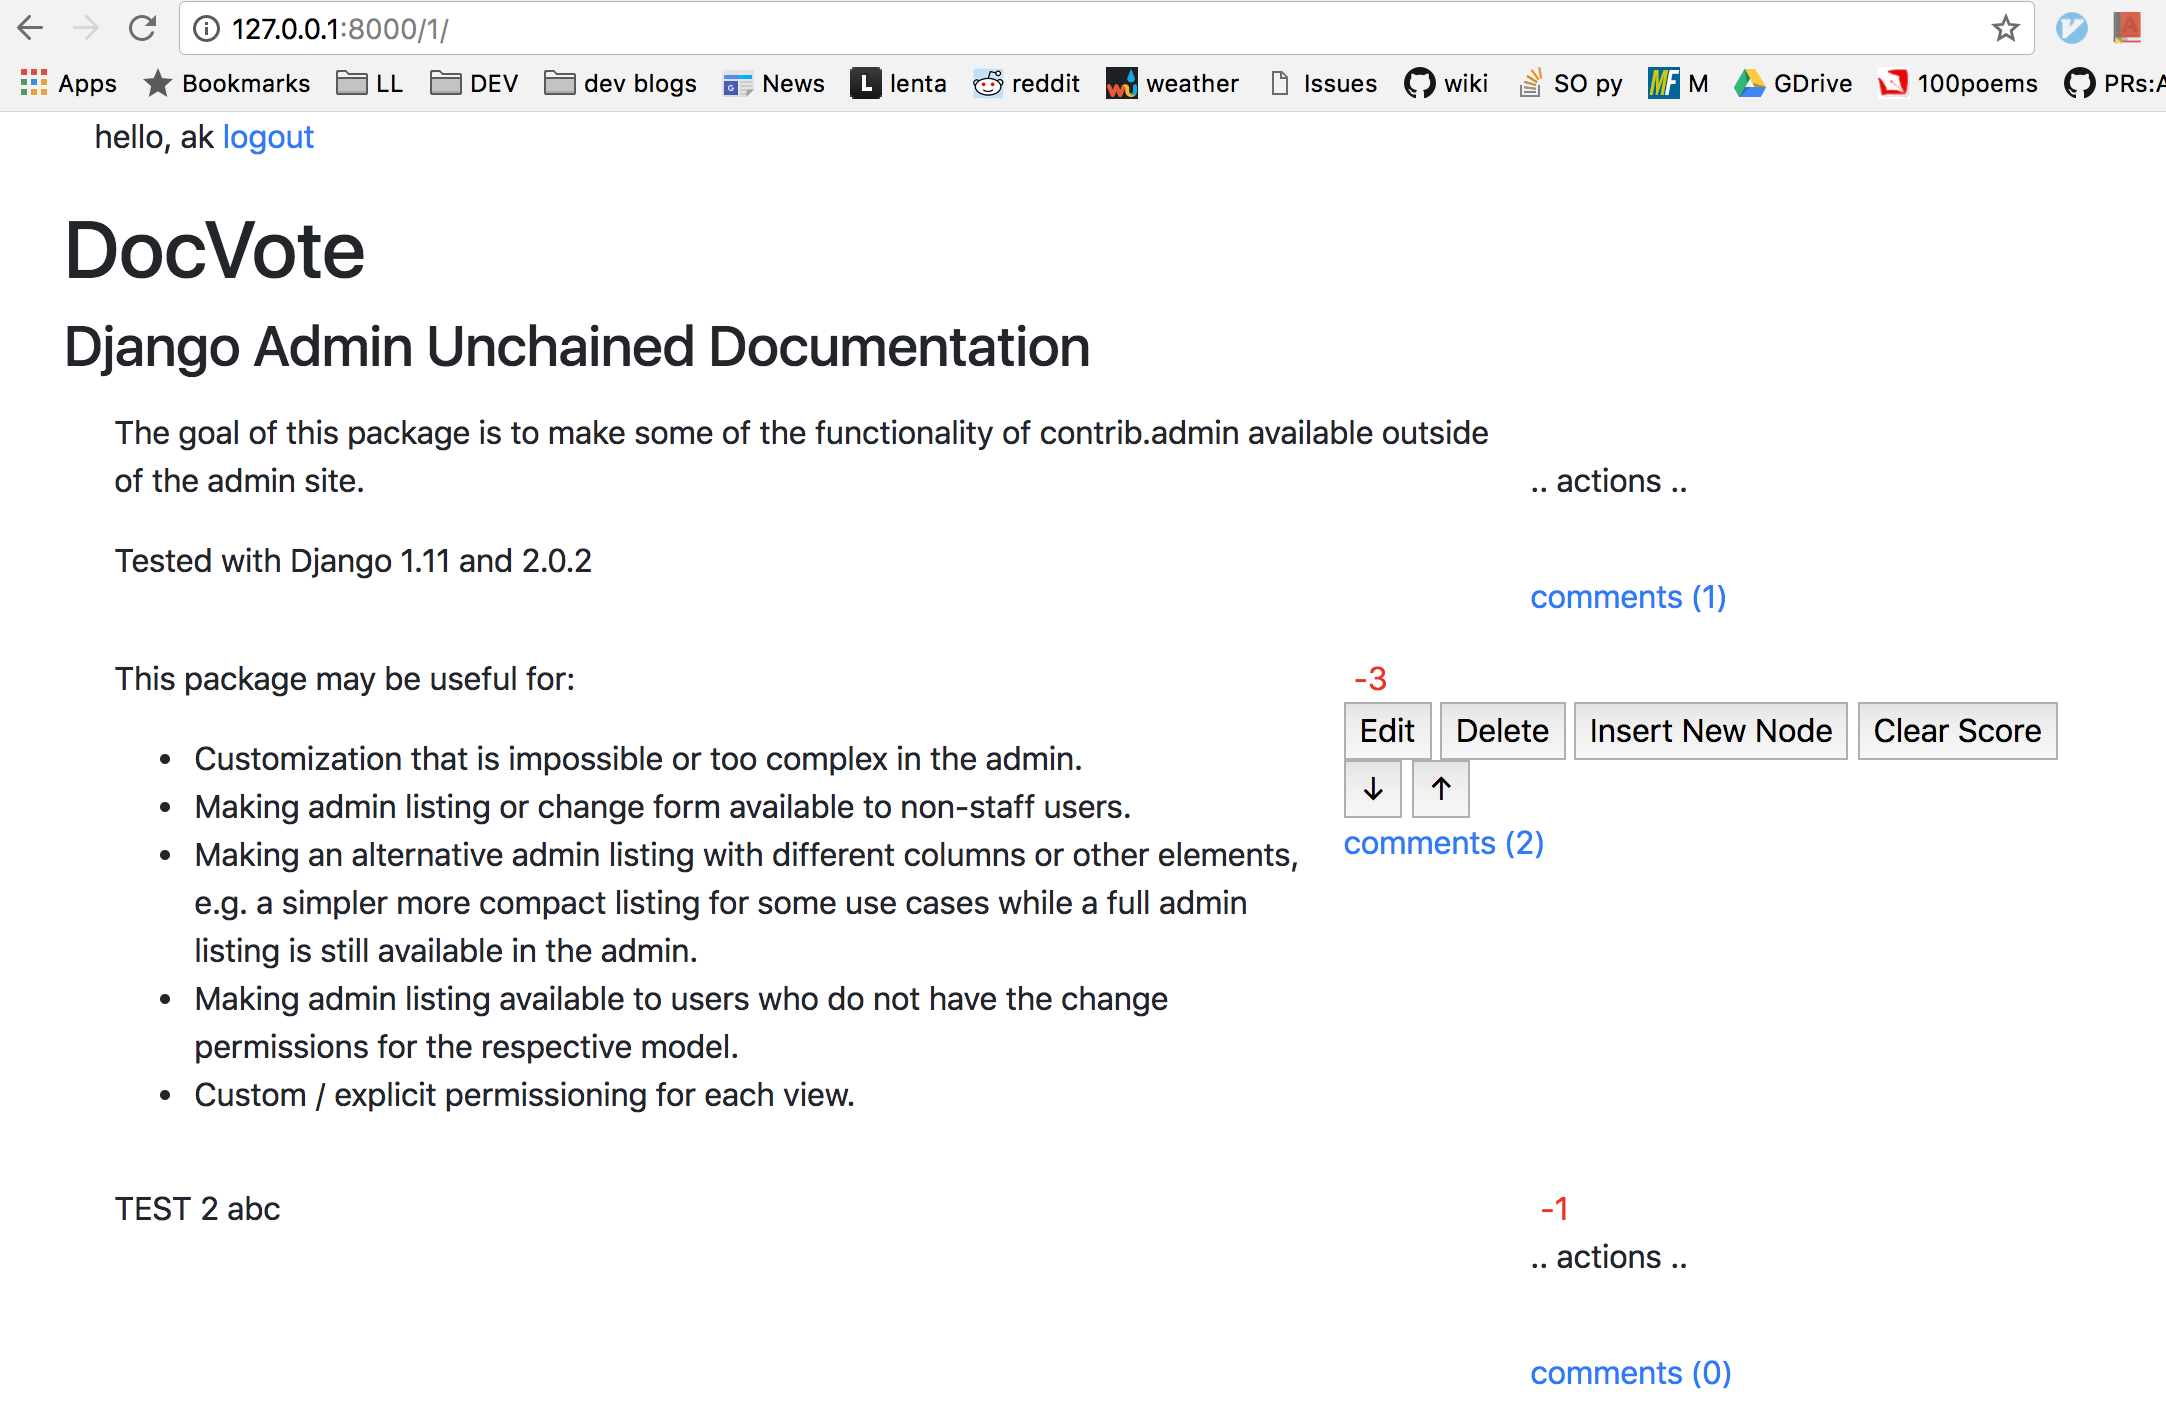 127.0.0.1:8000/1/
Apps Bookmarks LL DEV dev blogs News L lenta reddit weather Issues wiki SO py MF M GDrive 100poems PRs:A
hello, ak logout
DocVote
Django Admin Unchained Documentation
The goal of this package is to make some of the functionality of contrib.admin available outside
of the admin site.
.. actions ..
Tested with Django 1.11 and 2.0.2
comments (1)
This package may be useful for:
-3
Edit Delete Insert New Node Clear Score
↓ ↑
comments (2)
• Customization that is impossible or too complex in the admin.
• Making admin listing or change form available to non-staff users.
• Making an alternative admin listing with different columns or other elements,
e.g. a simpler more compact listing for some use cases while a full admin
listing is still available in the admin.
• Making admin listing available to users who do not have the change
permissions for the respective model.
• Custom / explicit permissioning for each view.
TEST 2 abc
-1
.. actions ..
comments (0)